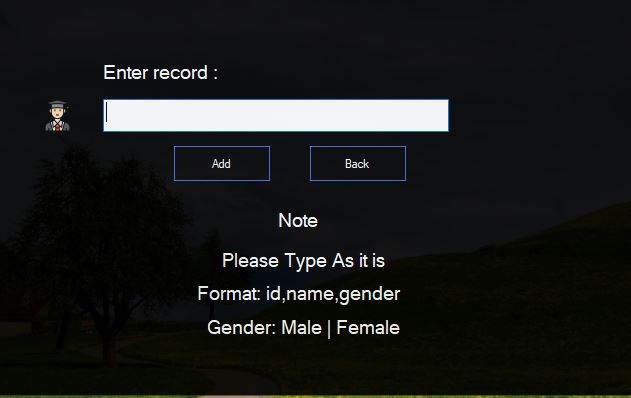 Enter record :
Add
Back
Note
Please Type As it is
Format: id,name,gender
Gender: Male | Female